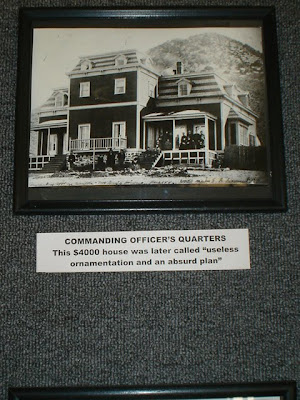 COMMANDING OFFICER'S QUARTERS
This $4000 house was later called "useless
ornamentation and an absurd plan"